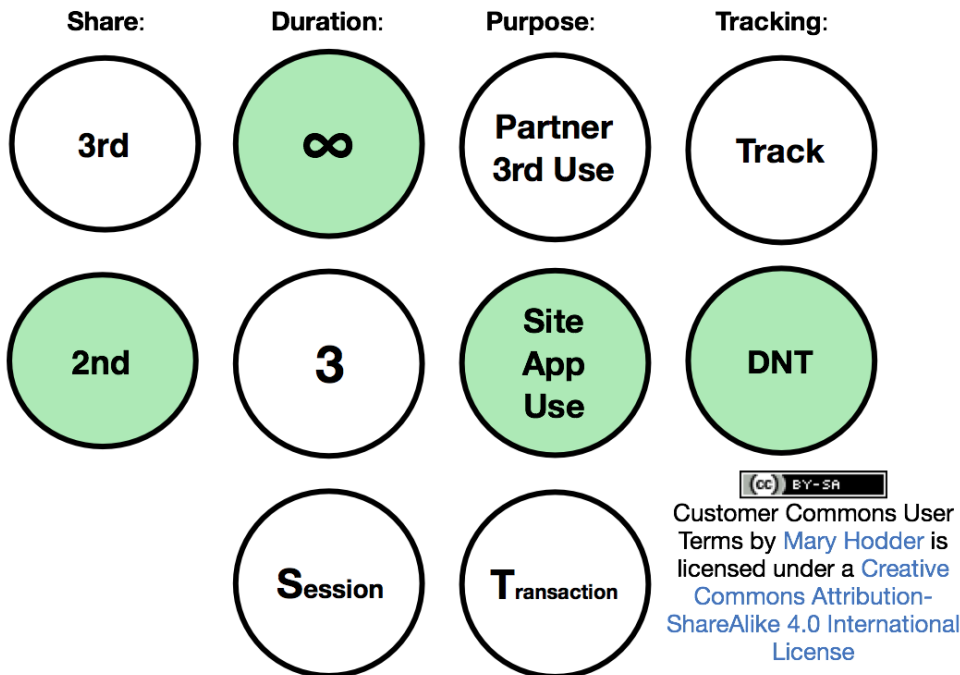 Share: Duration: Purpose: Tracking:
3rd ∞ Partner
3rd Use Track
2nd 3 Site
App
Use DNT
Session Transaction
(cc) BY-SA
Customer Commons User
Terms by Mary Hodder is
licensed under a Creative
Commons Attribution-
ShareAlike 4.0 International
License